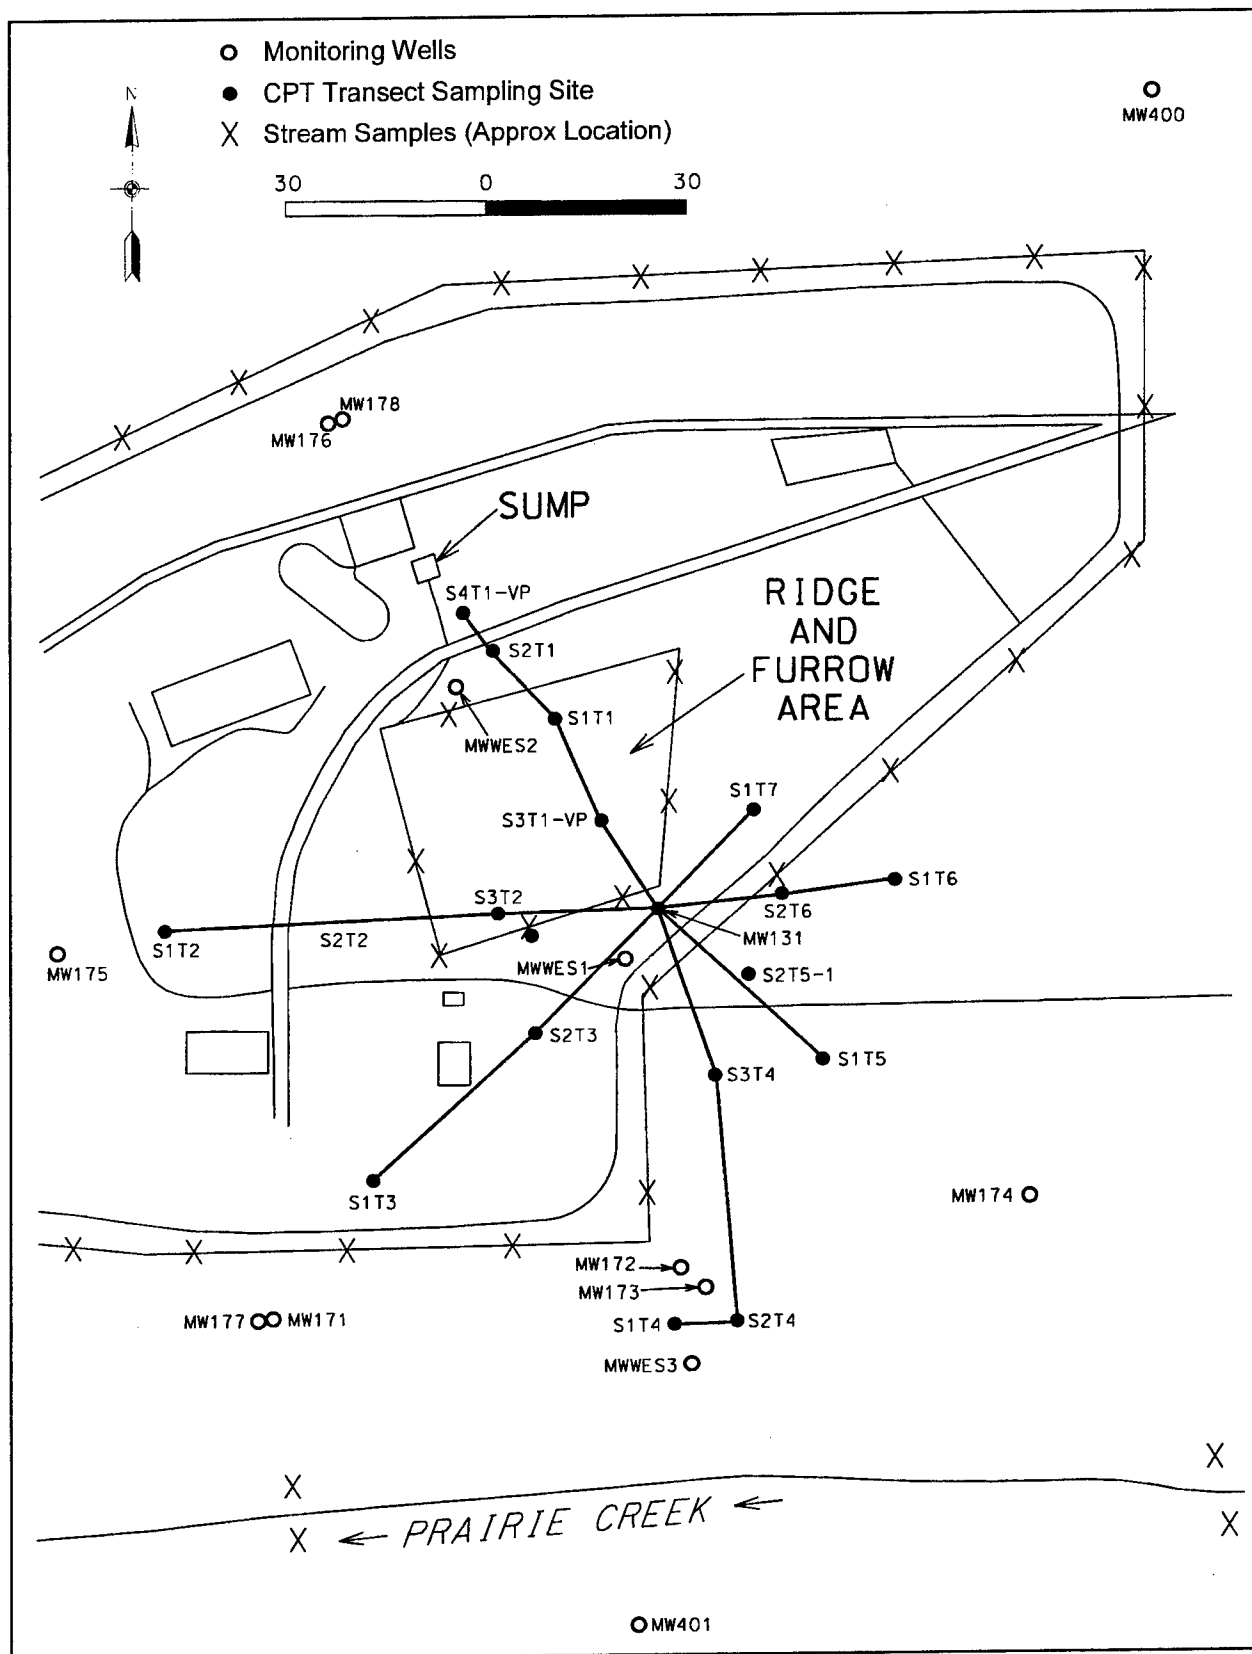 Monitoring Wells
CPT Transect Sampling Site
Stream Samples (Approx Location)
N
30 0 30
MW400
MW178
MW176
SUMP
S4T1-VP
S2T1
RIDGE
AND
FURROW
AREA
S1T1
MWWES2
S1T7
S3T1-VP
S1T6
S3T2
S2T6
S1T2
S2T2
MW131
MW175
MWWES1
S2T5-1
S2T3
S1T5
S3T4
S1T3
MW174
MW172
MW173
MW177
MW171
S1T4
S2T4
MWWES3
PRAIRIE CREEK
MW401